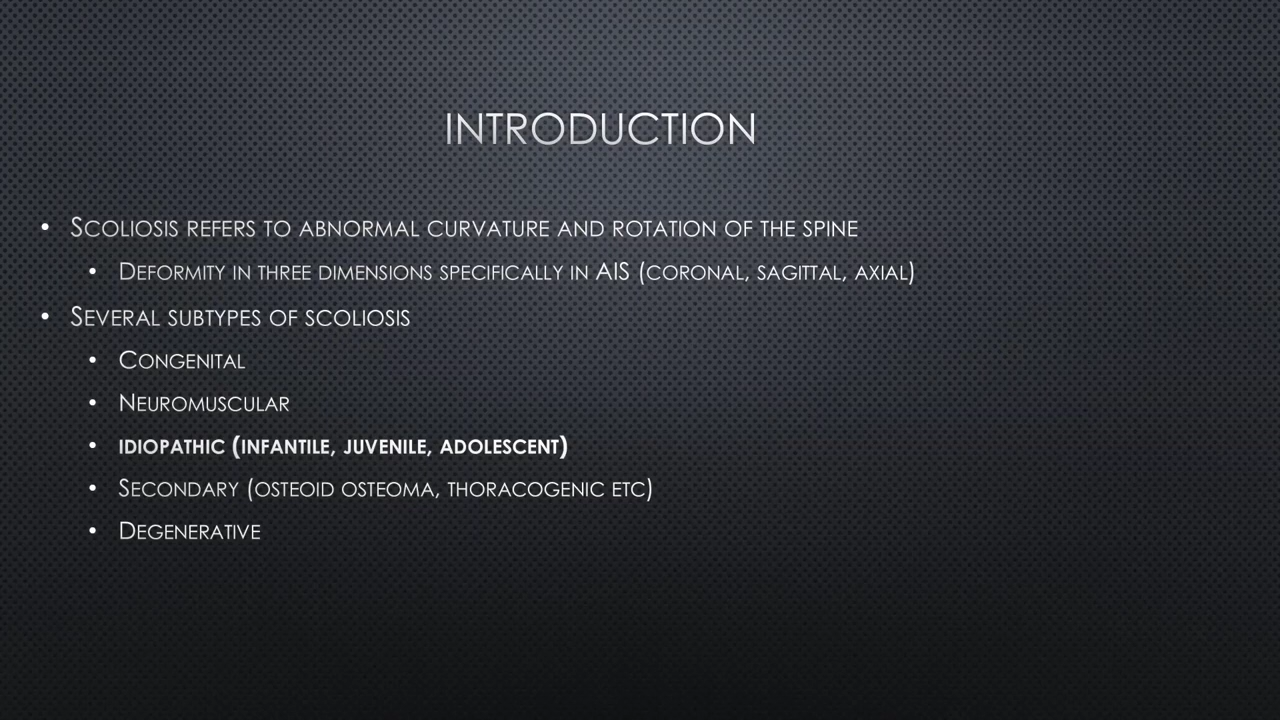 INTRODUCTION
• SCOLIOSIS REFERS TO ABNORMAL CURVATURE AND ROTATION OF THE SPINE
• DEFORMITY IN THREE DIMENSIONS SPECIFICALLY IN AIS (CORONAL, SAGITTAL, AXIAL)
• SEVERAL SUBTYPES OF SCOLIOSIS
• CONGENITAL
• NEUROMUSCULAR
• IDIOPATHIC (INFANTILE, JUVENILE, ADOLESCENT)
• SECONDARY (OSTEOID OSTEOMA, THORACOGENIC ETC)
• DEGENERATIVE